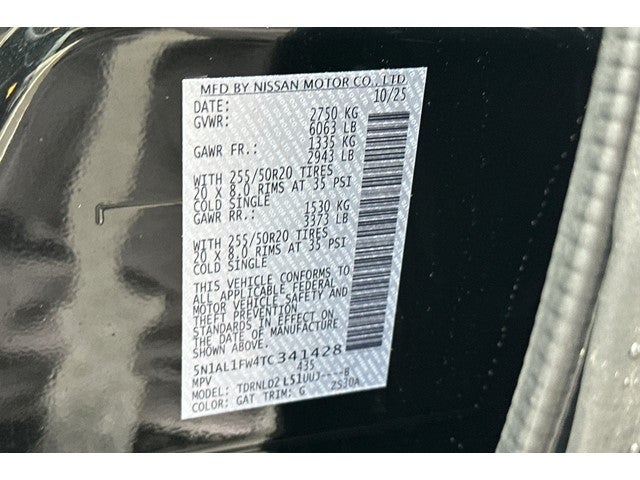 MFD BY NISSAN MOTOR CO., LTD
DATE: 10/25
GVWR: 2750 KG
6063 LB
GAWR FR.: 1335 KG
2943 LB
WITH 255/50R20 TIRES
20 X 8.0 RIMS AT 35 PSI
COLD SINGLE
GAWR RR.: 1530 KG
3373 LB
WITH 255/50R20 TIRES
20 X 8.0 RIMS AT 35 PSI
COLD SINGLE
THIS VEHICLE CONFORMS TO
ALL APPLICABLE FEDERAL
MOTOR VEHICLE SAFETY AND
THEFT PREVENTION
STANDARDS IN EFFECT ON
THE DATE OF MANUFACTURE
SHOWN ABOVE.
5N1AL1FW4TC341428
MPV 435
MODEL: TDRNLD2 L51UUJ----B
COLOR: GAT TRIM: G 2S30A